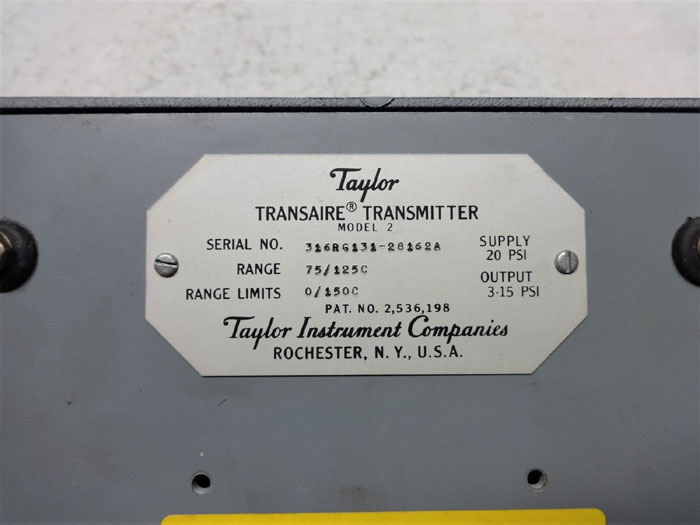 Taylor
TRANSAIRE® TRANSMITTER
MODEL 2
SERIAL NO. 316RG131-28162A
SUPPLY
20 PSI
RANGE 75/125C
OUTPUT
3-15 PSI
RANGE LIMITS 0/150C
PAT. NO. 2,536,198
Taylor Instrument Companies
ROCHESTER, N. Y., U.S.A.